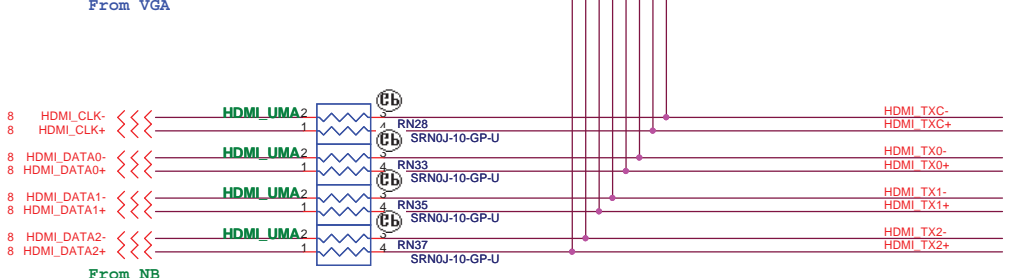 From VGA
8 HDMI_CLK- HDMI_UMA 2 3 HDMI_TXC-
8 HDMI_CLK+ 1 4 RN28 HDMI_TXC+
SRN0J-10-GP-U
8 HDMI_DATA0- HDMI_UMA 2 3 HDMI_TX0-
8 HDMI_DATA0+ 1 4 RN33 HDMI_TX0+
SRN0J-10-GP-U
8 HDMI_DATA1- HDMI_UMA 2 3 HDMI_TX1-
8 HDMI_DATA1+ 1 4 RN35 HDMI_TX1+
SRN0J-10-GP-U
8 HDMI_DATA2- HDMI_UMA 2 3 HDMI_TX2-
8 HDMI_DATA2+ 1 4 RN37 HDMI_TX2+
SRN0J-10-GP-U
From NB